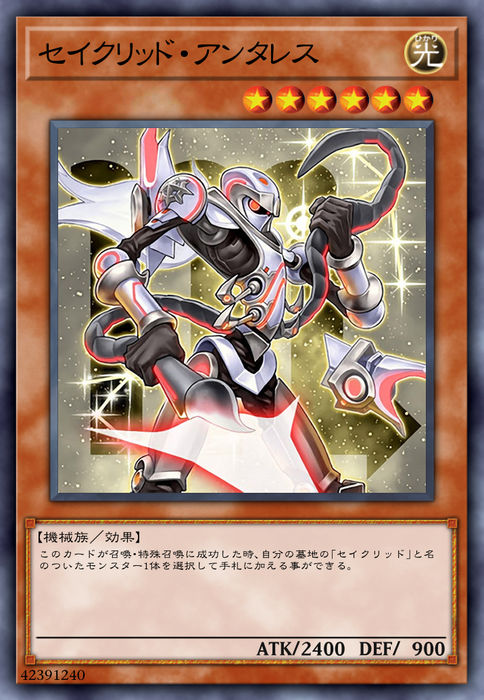 セイクリッド・アンタレス
ひかり
光
【機械族／効果】
このカードが召喚・特殊召喚に成功した時、自分の墓地の「セイクリッド」と名
のついたモンスター1体を選択して手札に加える事ができる。
ATK/2400 DEF/ 900
42391240